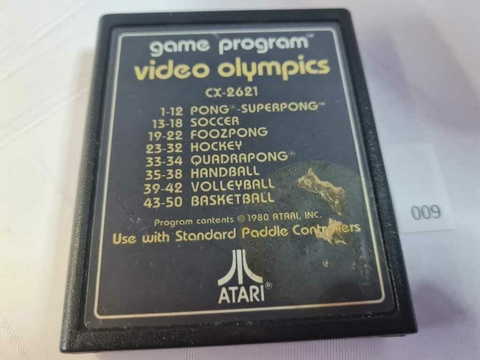 game program™
video olympics
CX-2621
1-12 PONG®-SUPERPONG™
13-18 SOCCER
19-22 FOOZPONG
23-32 HOCKEY
33-34 QUADRAPONG®
35-38 HANDBALL
39-42 VOLLEYBALL
43-50 BASKETBALL
Program contents © 1980 ATARI, INC.
Use with Standard Paddle Controllers
ATARI®
009